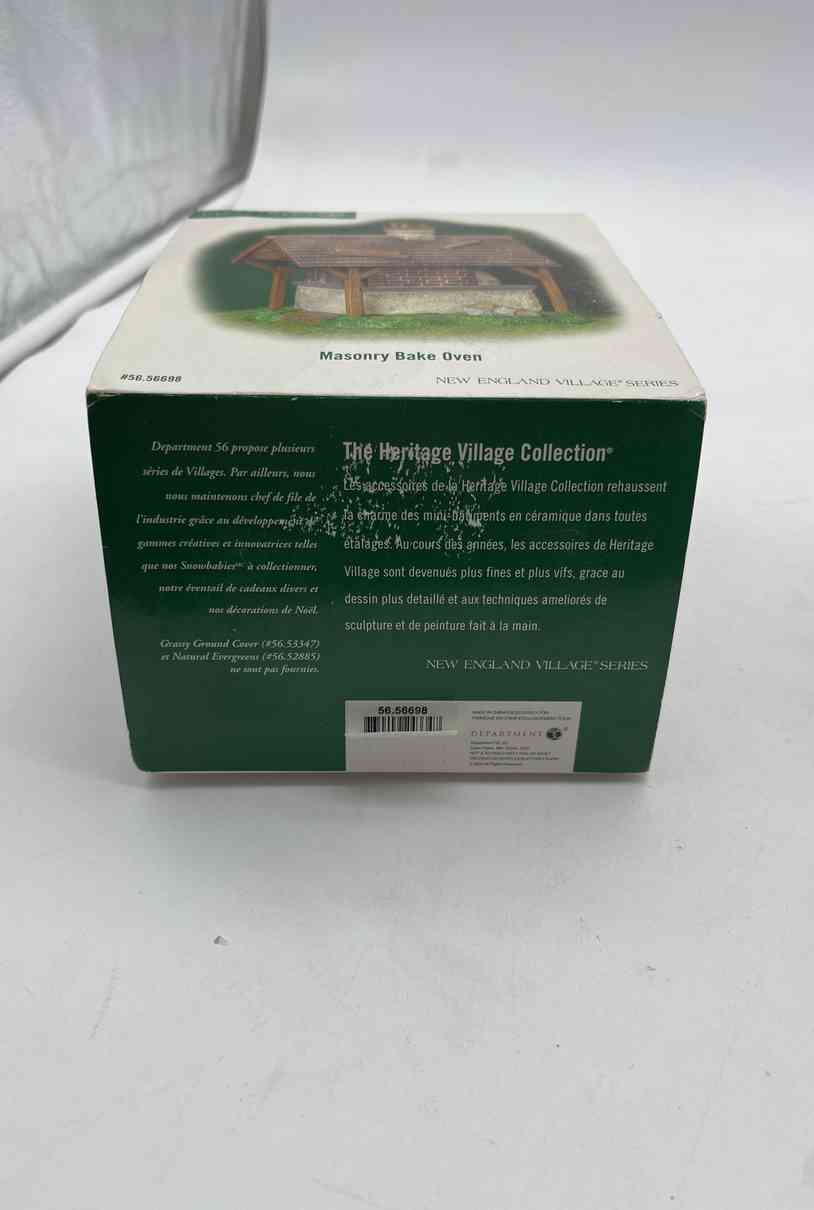 Masonry Bake Oven
#56.56698
NEW ENGLAND VILLAGE® SERIES
Department 56 propose plusieurs
séries de Villages. Par ailleurs, nous
nous maintenons chef de file de
l'industrie grâce au développement de
gammes créatives et innovatrices telles
que nos Snowbabies à collectionner,
notre éventail de cadeaux divers et
nos décorations de Noël.
Grassy Ground Cover (#56.53347)
et Natural Evergreens (#56.52885)
ne sont pas fournies.
The Heritage Village Collection®
Les accessoires de la Heritage Village Collection rehaussent
la charme des mini-bâtiments en céramique dans toutes
étalages. Au cours des années, les accessoires de Heritage
Village sont devenués plus fines et plus vifs, grace au
dessin plus detaillé et aux techniques ameliorés de
sculpture et de peinture fait à la main.
NEW ENGLAND VILLAGE® SERIES
56.56698
DEPARTMENT 56®